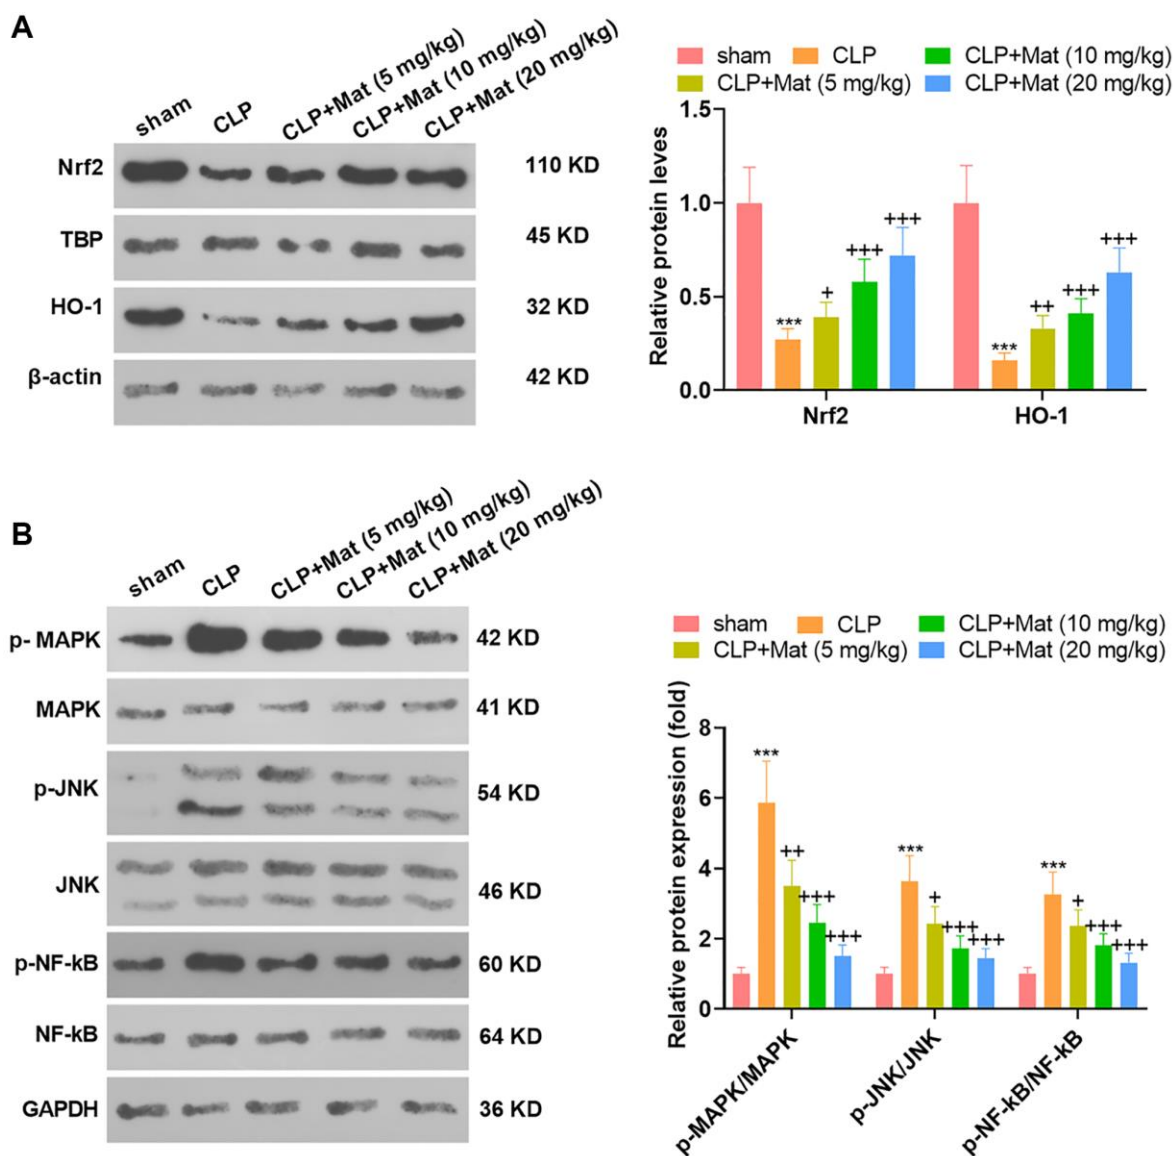 A
sham
CLP
CLP+Mat (5 mg/kg)
CLP+Mat (10 mg/kg)
CLP+Mat (20 mg/kg)
Nrf2
110 KD
TBP
45 KD
HO-1
32 KD
β-actin
42 KD
sham
CLP
CLP+Mat (10 mg/kg)
CLP+Mat (5 mg/kg)
CLP+Mat (20 mg/kg)
Relative protein leves
1.5
1.0
0.5
0.0
***
+
+++
+++
***
++
+++
+++
Nrf2
HO-1
B
sham
CLP
CLP+Mat (5 mg/kg)
CLP+Mat (10 mg/kg)
CLP+Mat (20 mg/kg)
p- MAPK
42 KD
MAPK
41 KD
p-JNK
54 KD
JNK
46 KD
p-NF-kB
60 KD
NF-kB
64 KD
GAPDH
36 KD
sham
CLP
CLP+Mat (10 mg/kg)
CLP+Mat (5 mg/kg)
CLP+Mat (20 mg/kg)
Relative protein expression (fold)
8
6
4
2
0
***
++
+++
+++
***
+
+++
+++
***
+
+++
+++
p-MAPK/MAPK
p-JNK/JNK
p-NF-kB/NF-kB